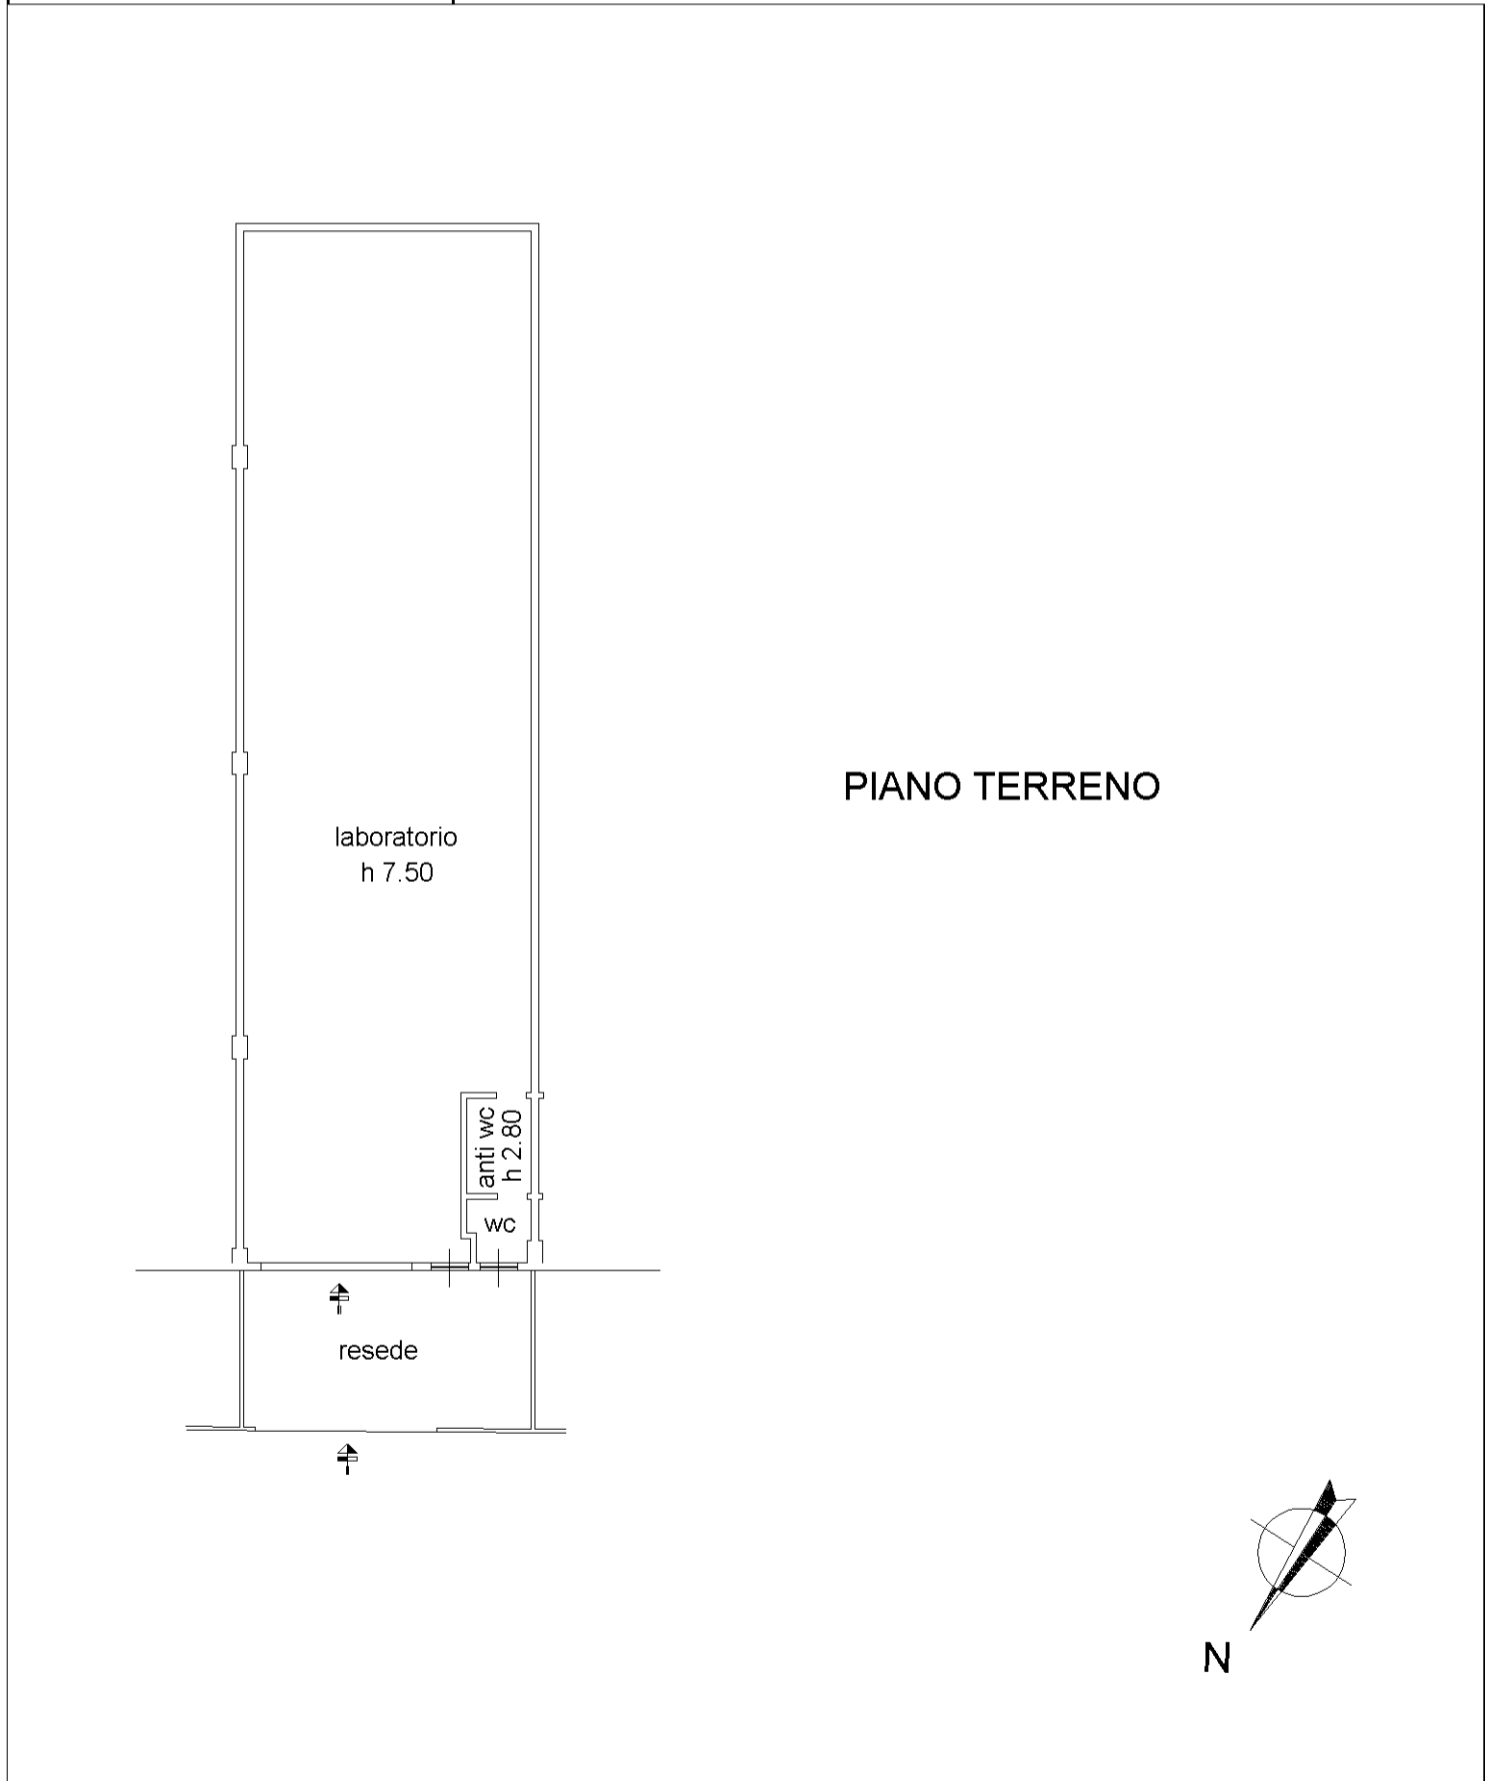 PIANO TERRENO
laboratorio
h 7.50
anti wc
h 2.80
wc
resede
N